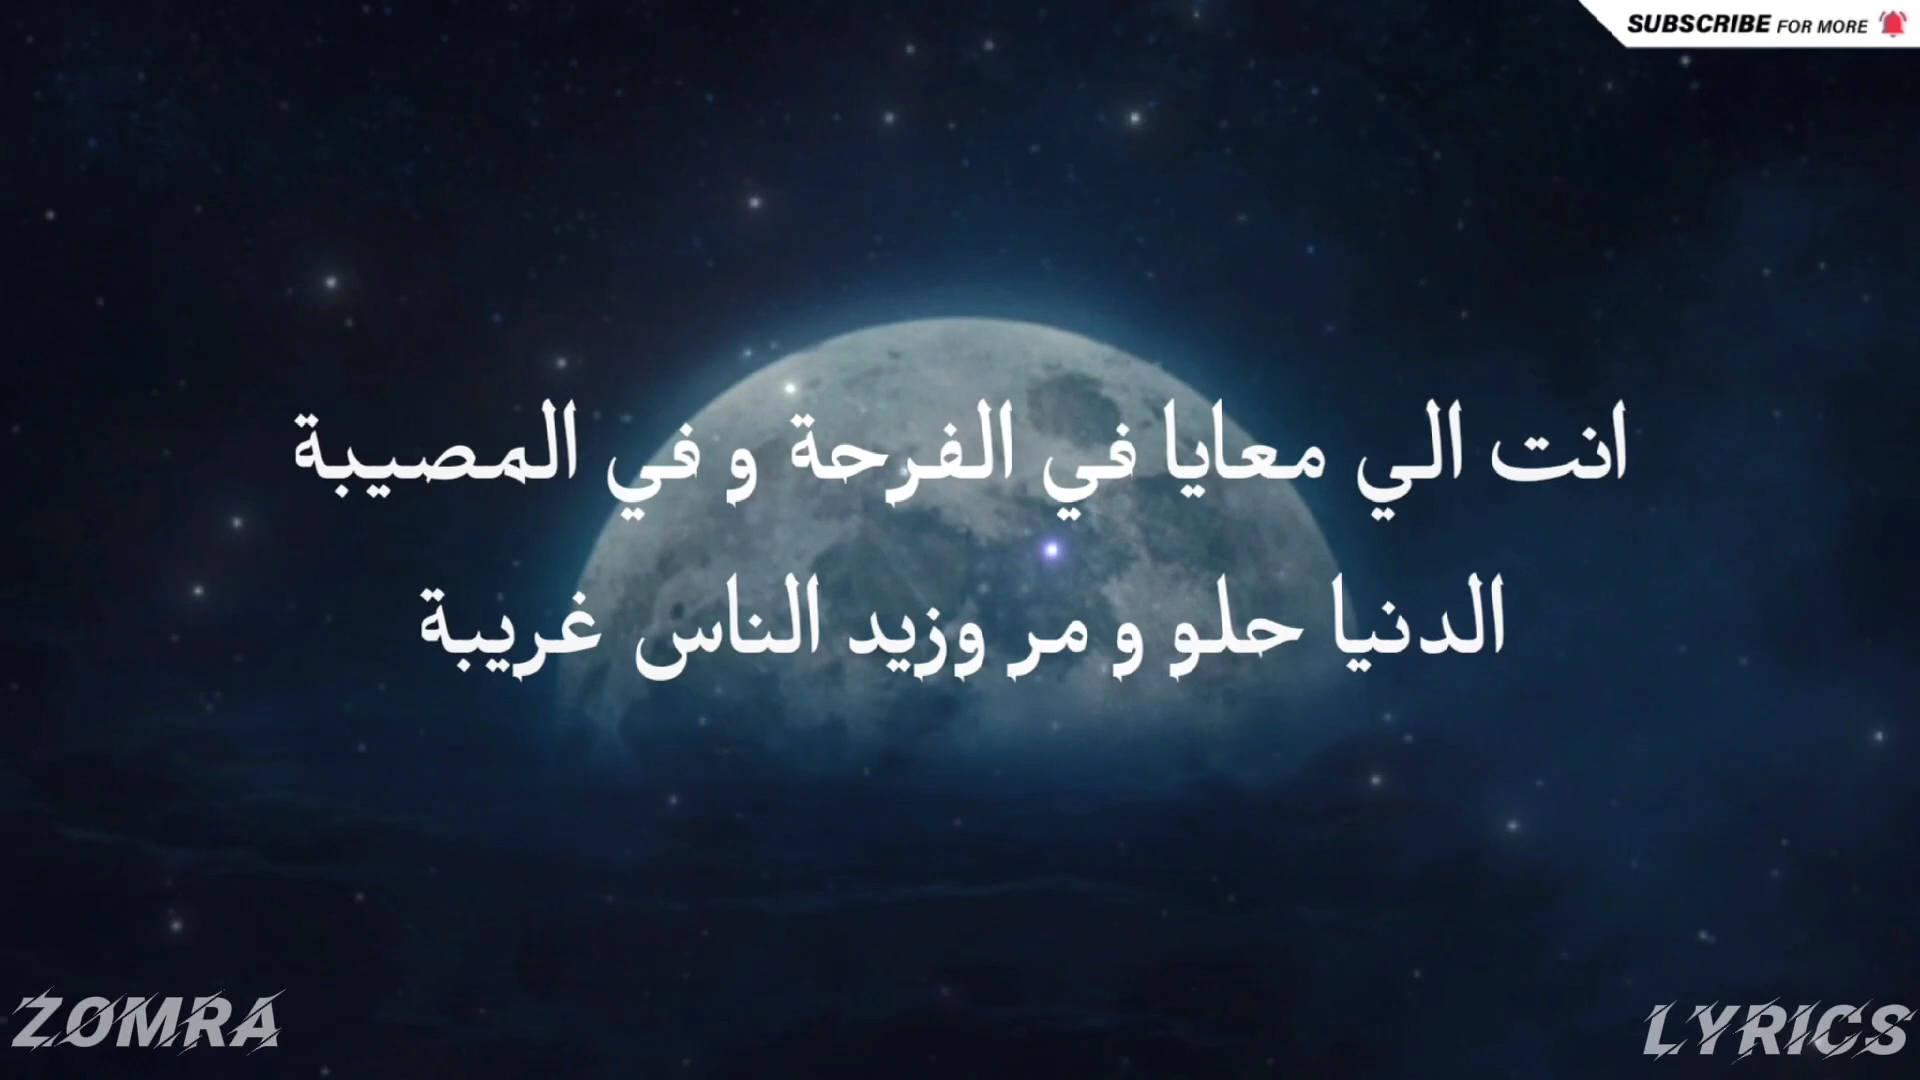 SUBSCRIBE FOR MORE
انت الي معايا في الفرحة و في المصيبة
الدنيا حلو و مر وزيد الناس غريبة
ZOMRA
LYRICS